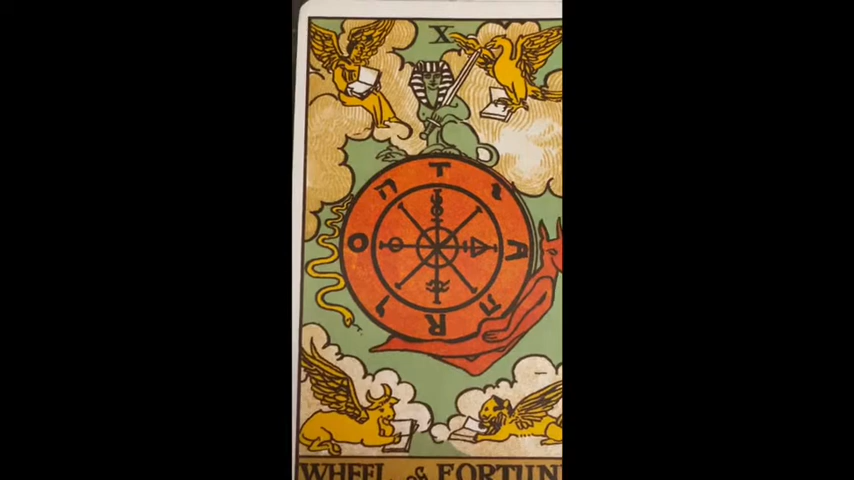 X
T
ה י
O A
ו ה
R
WHEEL of FORTUN